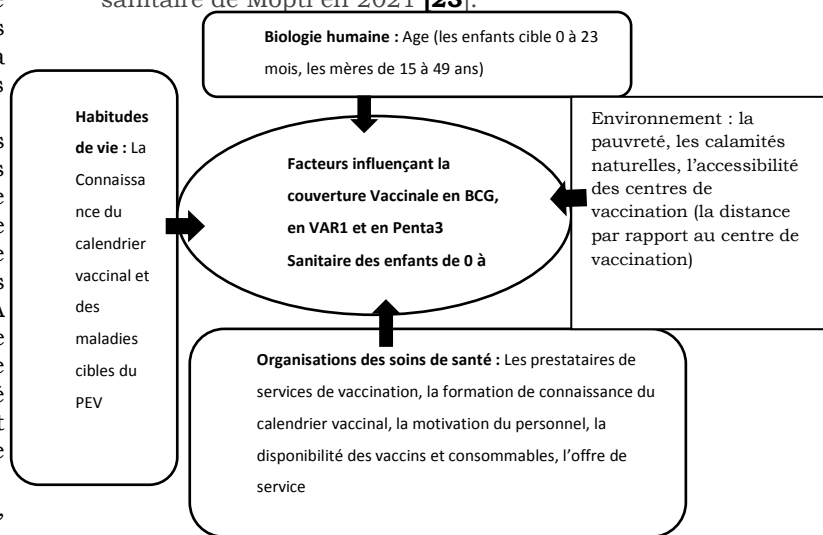 sanitaire de Mopti en 2021 [23].
Biologie humaine : Age (les enfants cible 0 à 23
mois, les mères de 15 à 49 ans)
Habitudes
de vie : La
Connaissa
nce du
calendrier
vaccinal et
des
maladies
cibles du
PEV
Facteurs influençant la
couverture Vaccinale en BCG,
en VAR1 et en Penta3
Sanitaire des enfants de 0 à
Environnement : la
pauvreté, les calamités
naturelles, l'accessibilité
des centres de
vaccination (la distance
par rapport au centre de
vaccination)
Organisations des soins de santé : Les prestataires de
services de vaccination, la formation de connaissance du
calendrier vaccinal, la motivation du personnel, la
disponibilité des vaccins et consommables, l'offre de
service